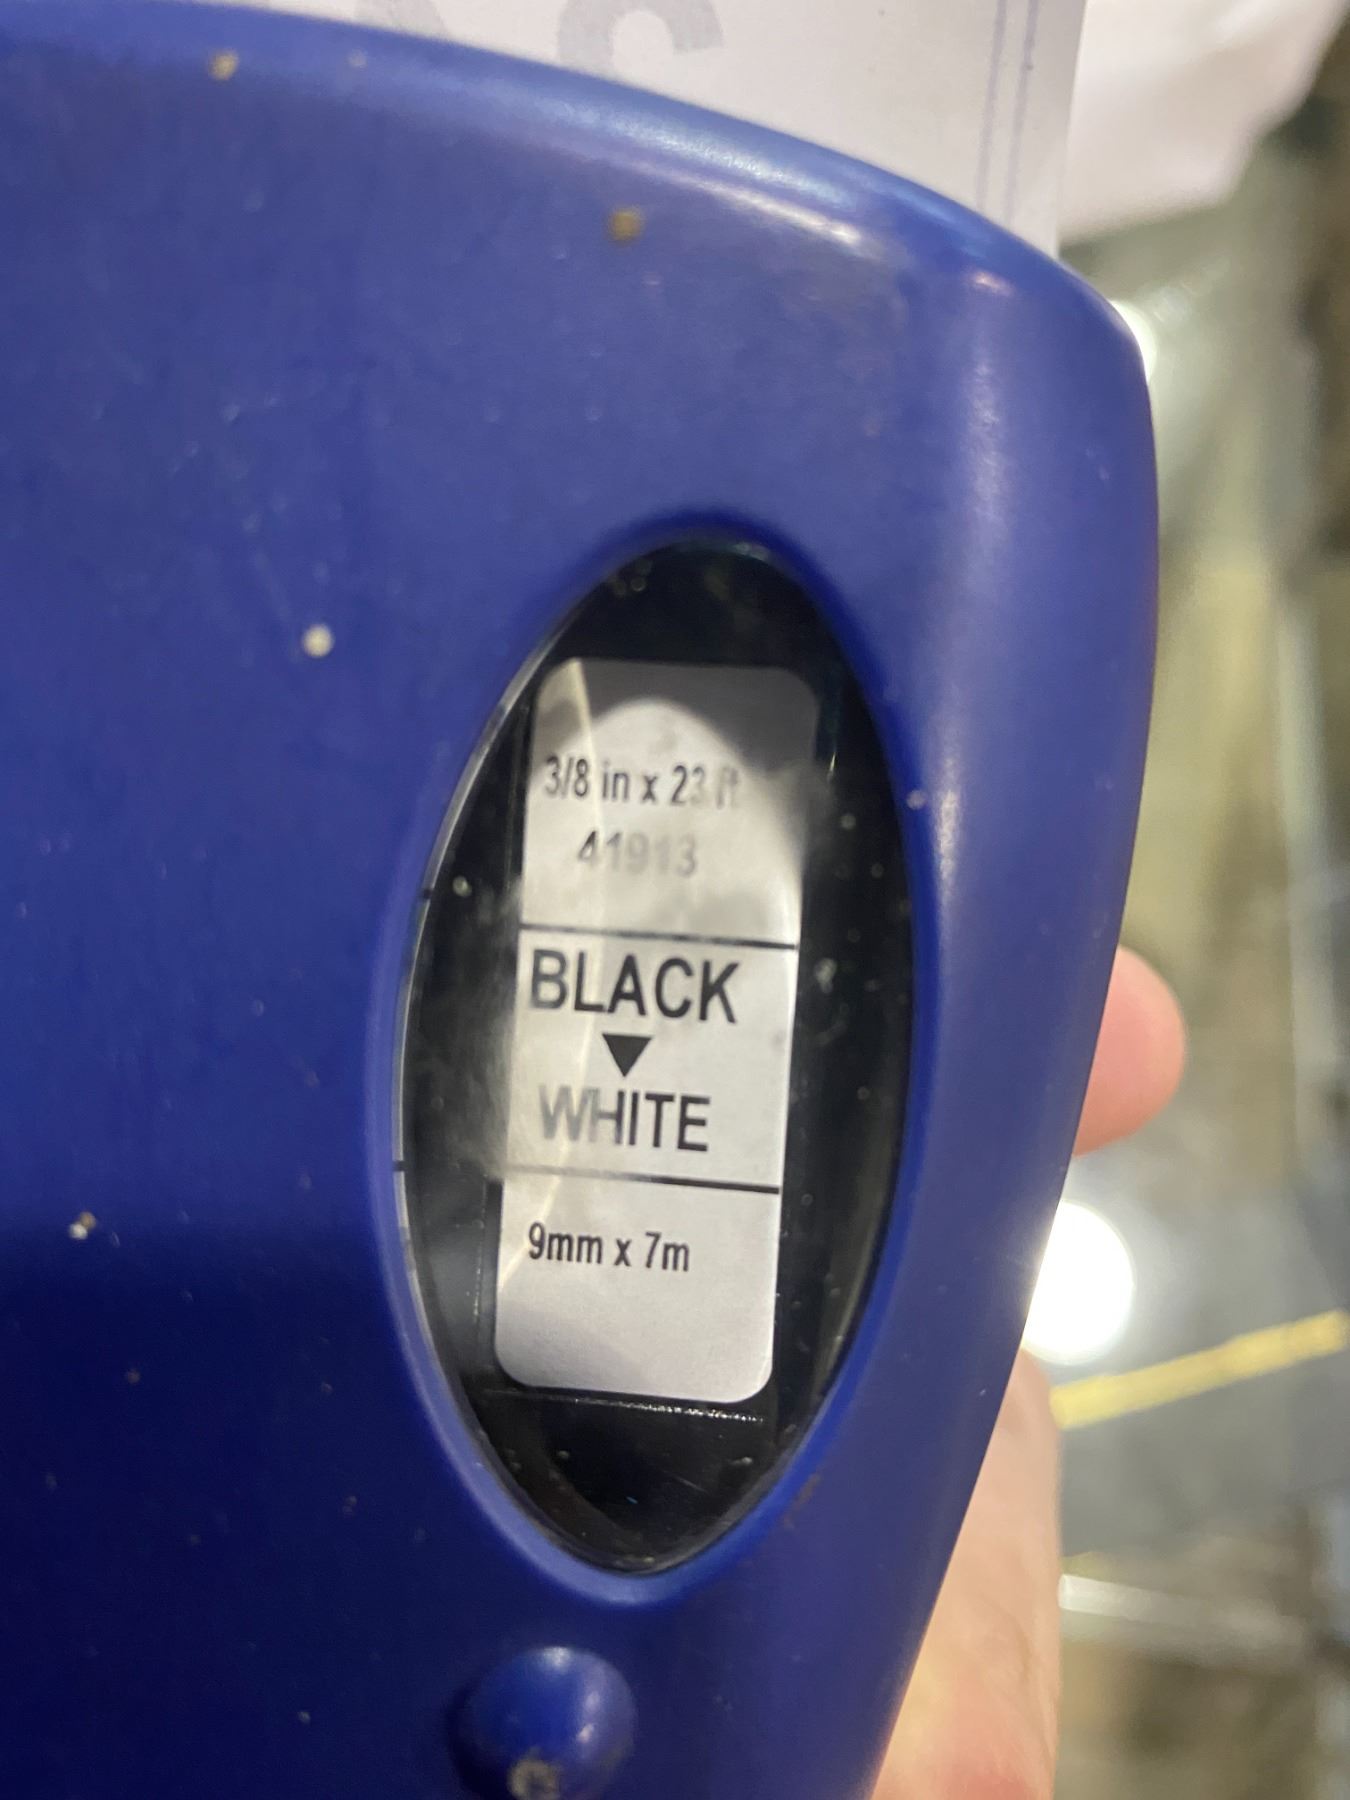 3/8 in x 23 ft
41913
BLACK
WHITE
9mm x 7m